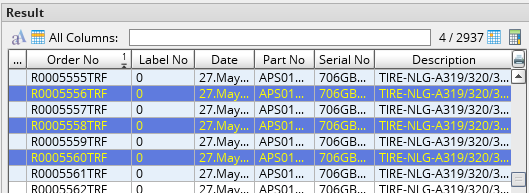 Result
All Columns: 4 / 2937
... Order No 1 Label No Date Part No Serial No Description
R0005555TRF 0 27.May... APS01... 706GB... TIRE-NLG-A319/320/3...
R0005556TRF 0 27.May... APS01... 706GB... TIRE-NLG-A319/320/3...
R0005557TRF 0 27.May... APS01... 706GB... TIRE-NLG-A319/320/3...
R0005558TRF 0 27.May... APS01... 706GB... TIRE-NLG-A319/320/3...
R0005559TRF 0 27.May... APS01... 706GB... TIRE-NLG-A319/320/3...
R0005560TRF 0 27.May... APS01... 706GB... TIRE-NLG-A319/320/3...
R0005561TRF 0 27.May... APS01... 706GB... TIRE-NLG-A319/320/3...
R0005562TRF 0 27.May... APS01... 706GB... TIRE-NLG-A319/320/3...